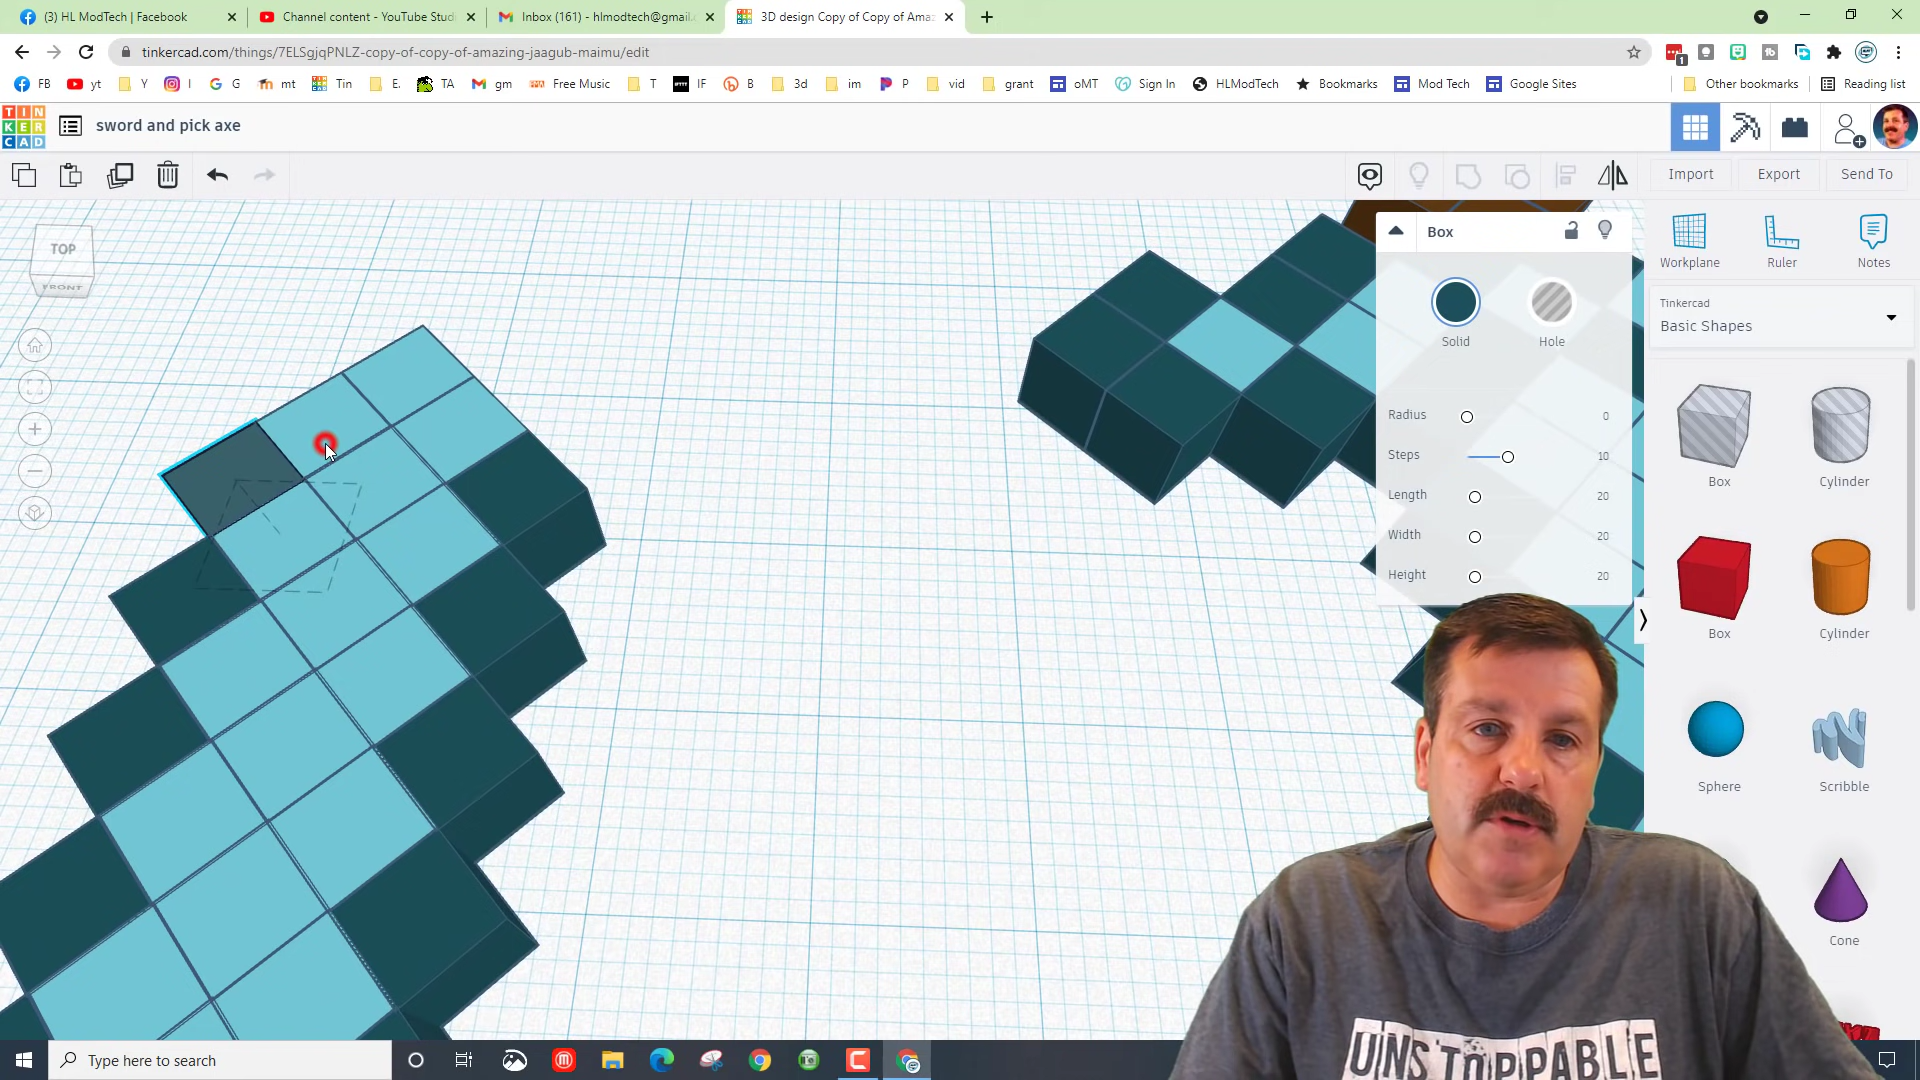 (3) HL ModTech | Facebook
Channel content - YouTube Studi
Inbox (161) - hlmodtech@gmail.c
3D design Copy of Copy of Amaz
tinkercad.com/things/7ELSgjqPNLZ-copy-of-copy-of-amazing-jaagub-maimu/edit
1
FB
yt
Y
I
G
mt
Tin
E.
TA
gm
Free Music
T
IF
B
3d
im
P
vid
grant
oMT
Sign In
HLModTech
Bookmarks
Mod Tech
Google Sites
Other bookmarks
Reading list
TIN
KER
CAD
sword and pick axe
Import
Export
Send To
TOP
FRONT
Box
Solid
Hole
Radius 0
Steps 10
Length 20
Width 20
Height 20
Workplane
Ruler
Notes
Tinkercad
Basic Shapes
Box
Cylinder
Box
Cylinder
Sphere
Scribble
Cone
UNSTOPPABLE
Type here to search